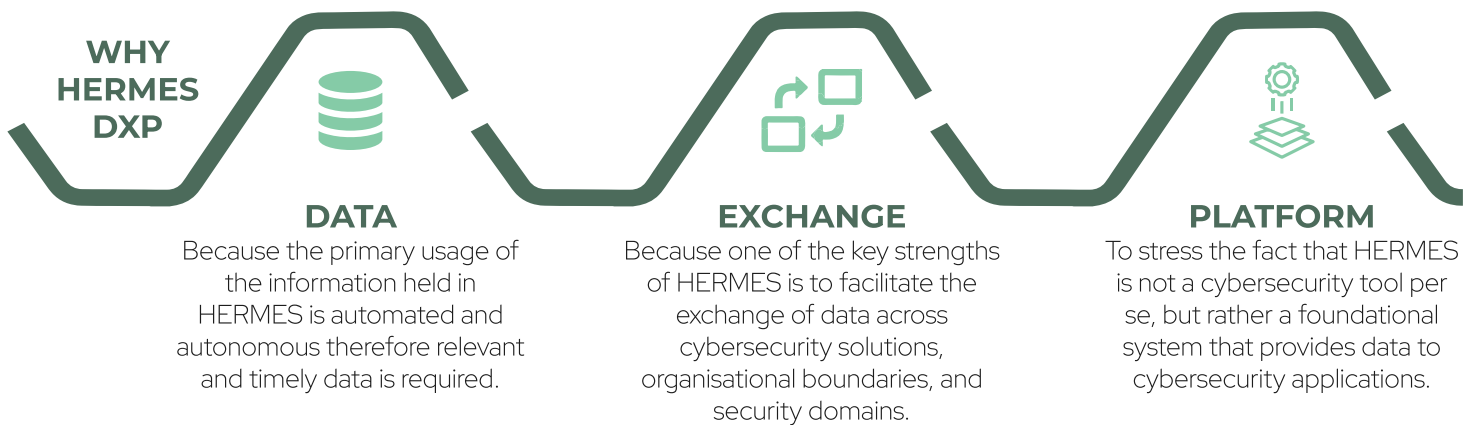 WHY
HERMES
DXP
DATA
Because the primary usage of
the information held in
HERMES is automated and
autonomous therefore relevant
and timely data is required.
EXCHANGE
Because one of the key strengths
of HERMES is to facilitate the
exchange of data across
cybersecurity solutions,
organisational boundaries, and
security domains.
PLATFORM
To stress the fact that HERMES
is not a cybersecurity tool per
se, but rather a foundational
system that provides data to
cybersecurity applications.